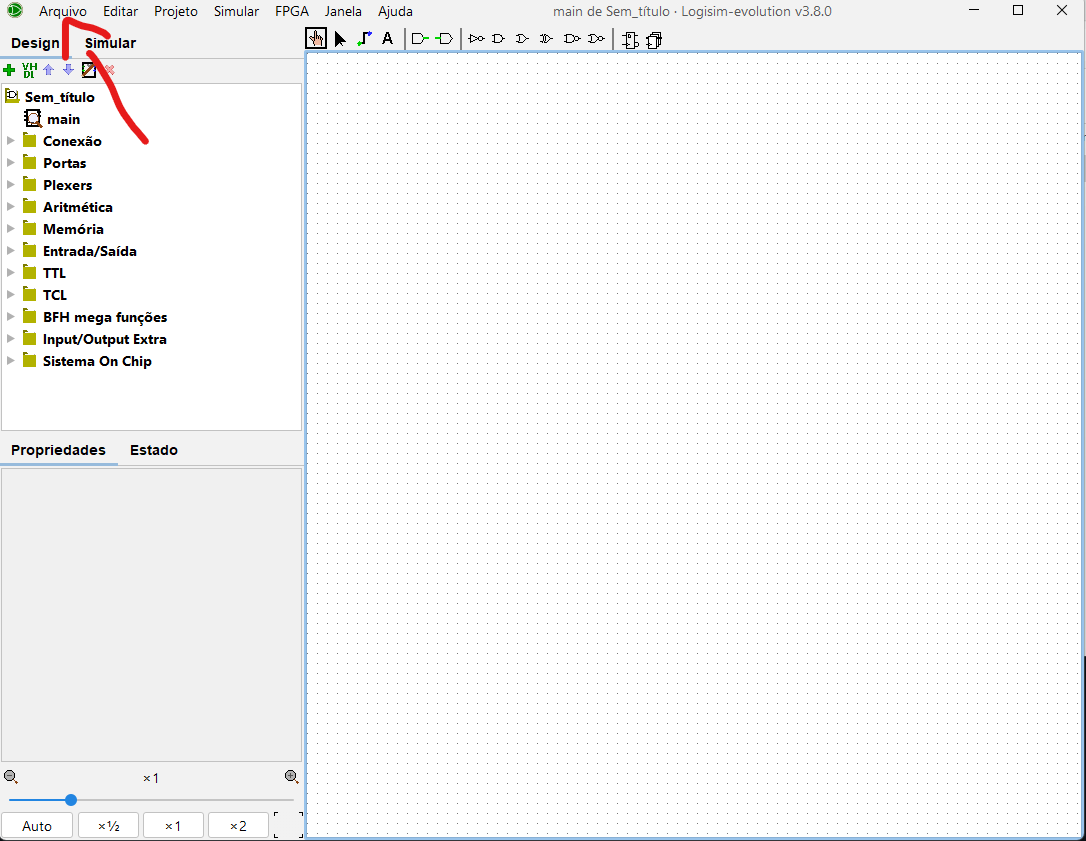 Arquivo Editar Projeto Simular FPGA Janela Ajuda main de Sem_título · Logisim-evolution v3.8.0
Design Simular
A
VH
DL
Sem_título
main
Conexão
Portas
Plexers
Aritmética
Memória
Entrada/Saída
TTL
TCL
BFH mega funções
Input/Output Extra
Sistema On Chip
Propriedades Estado
×1
Auto ×½ ×1 ×2